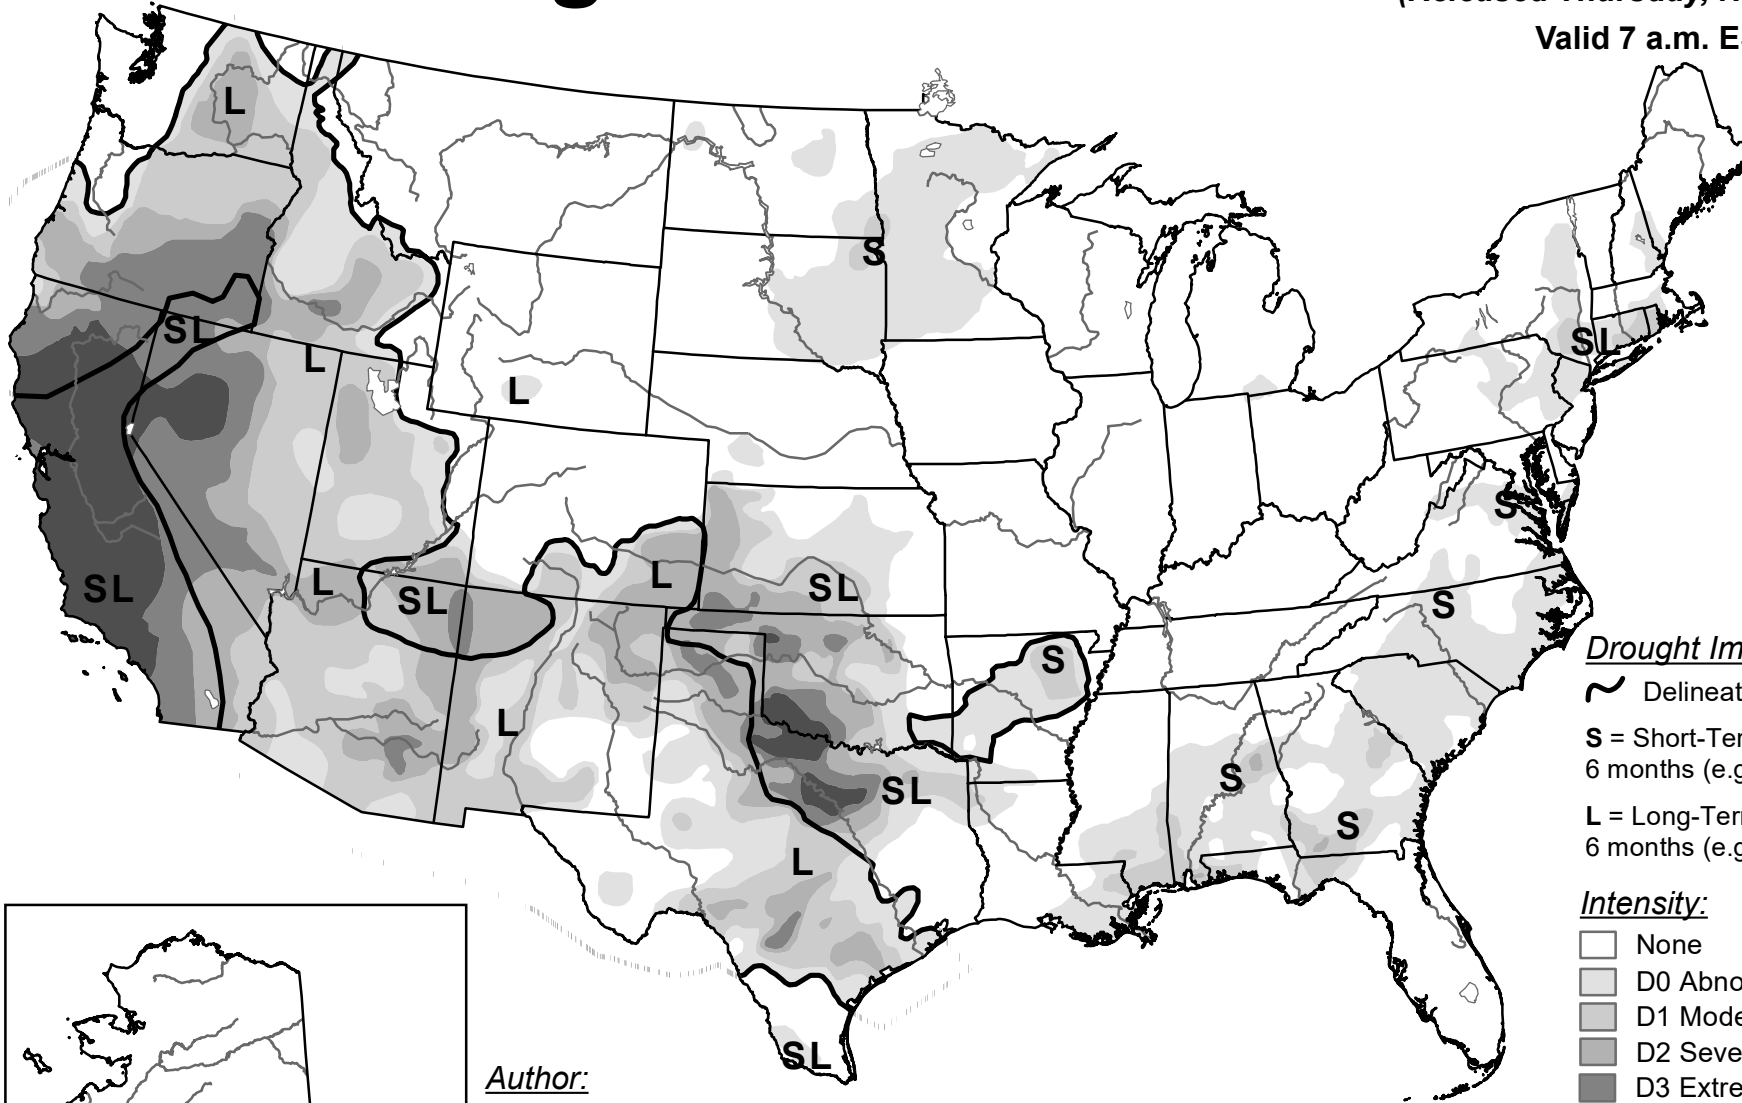 Valid 7 a.m. E
L
S
SL
SL
L
L
L
SL
SL
L
SL
L
S
S
S
L
SL
S
L
S
SL
Drought Im
Delineat
S = Short-Ter
6 months (e.g
L = Long-Terr
6 months (e.g
Intensity:
None
D0 Abno
D1 Mode
D2 Seve
D3 Extre
Author: